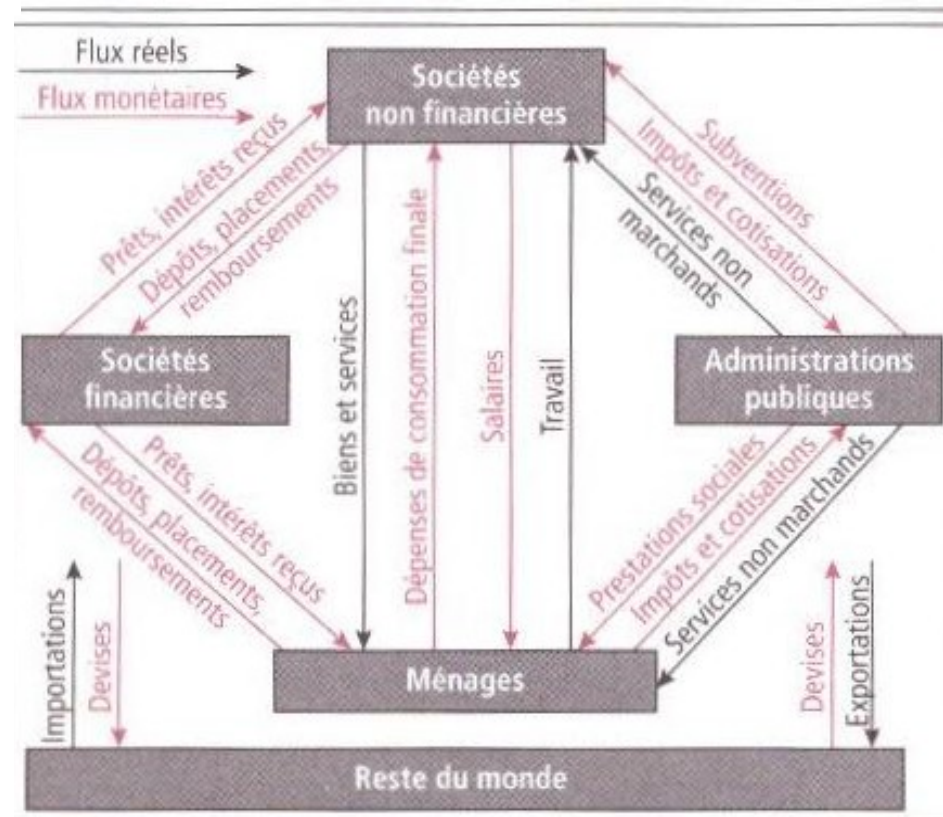 Flux réels
Flux monétaires
Sociétés
non financières
Prêts, intérêts reçus
Dépôts, placements,
remboursements
Subventions
Impôts et cotisations
Services non
marchands
Sociétés
financières
Administrations
publiques
Biens et services
Dépenses de consommation finale
Salaires
Travail
Prêts, intérêts reçus
Dépôts, placements,
remboursements
Prestations sociales
Impôts et cotisations
Services non marchands
Importations
Devises
Ménages
Devises
Exportations
Reste du monde